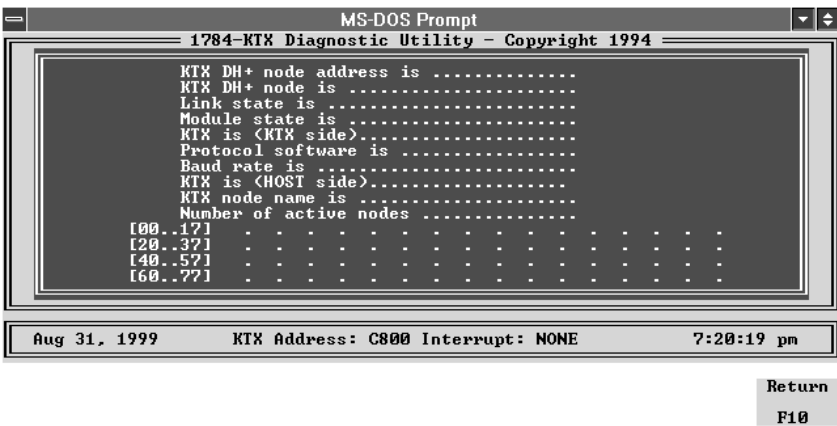 MS-DOS Prompt
1784-KTX Diagnostic Utility - Copyright 1994
KTX DH+ node address is ..............
KTX DH+ node is ......................
Link state is ........................
Module state is ......................
KTX is (KTX side).....................
Protocol software is .................
Baud rate is .........................
KTX is (HOST side)...................
KTX node name is .....................
Number of active nodes ...............
[00..17] . . . . . . . . . . . . . . . .
[20..37] . . . . . . . . . . . . . . . .
[40..57] . . . . . . . . . . . . . . . .
[60..77] . . . . . . . . . . . . . . . .
Aug 31, 1999 KTX Address: C800 Interrupt: NONE 7:20:19 pm
Return
F10